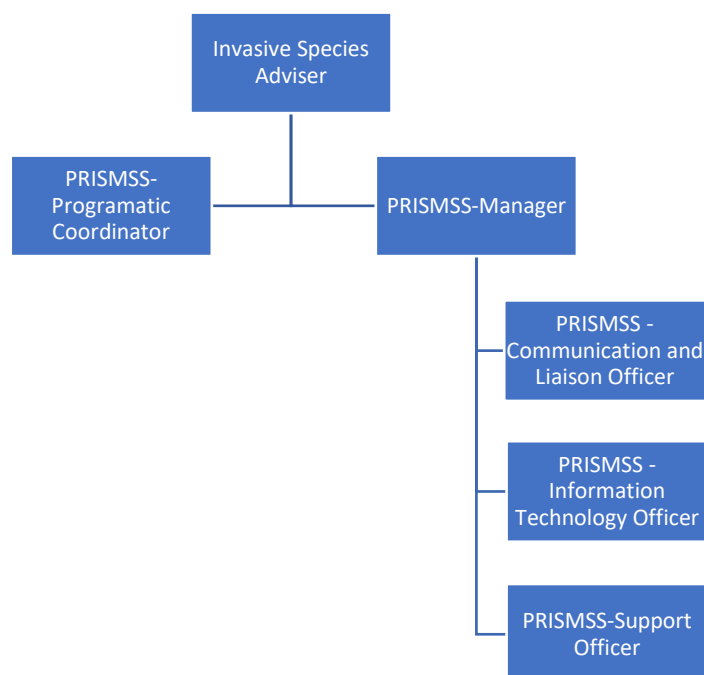 Invasive Species
Adviser
PRISMSS-
Programatic
Coordinator
PRISMSS-Manager
PRISMSS -
Communication and
Liaison Officer
PRISMSS -
Information
Technology Officer
PRISMSS-Support
Officer